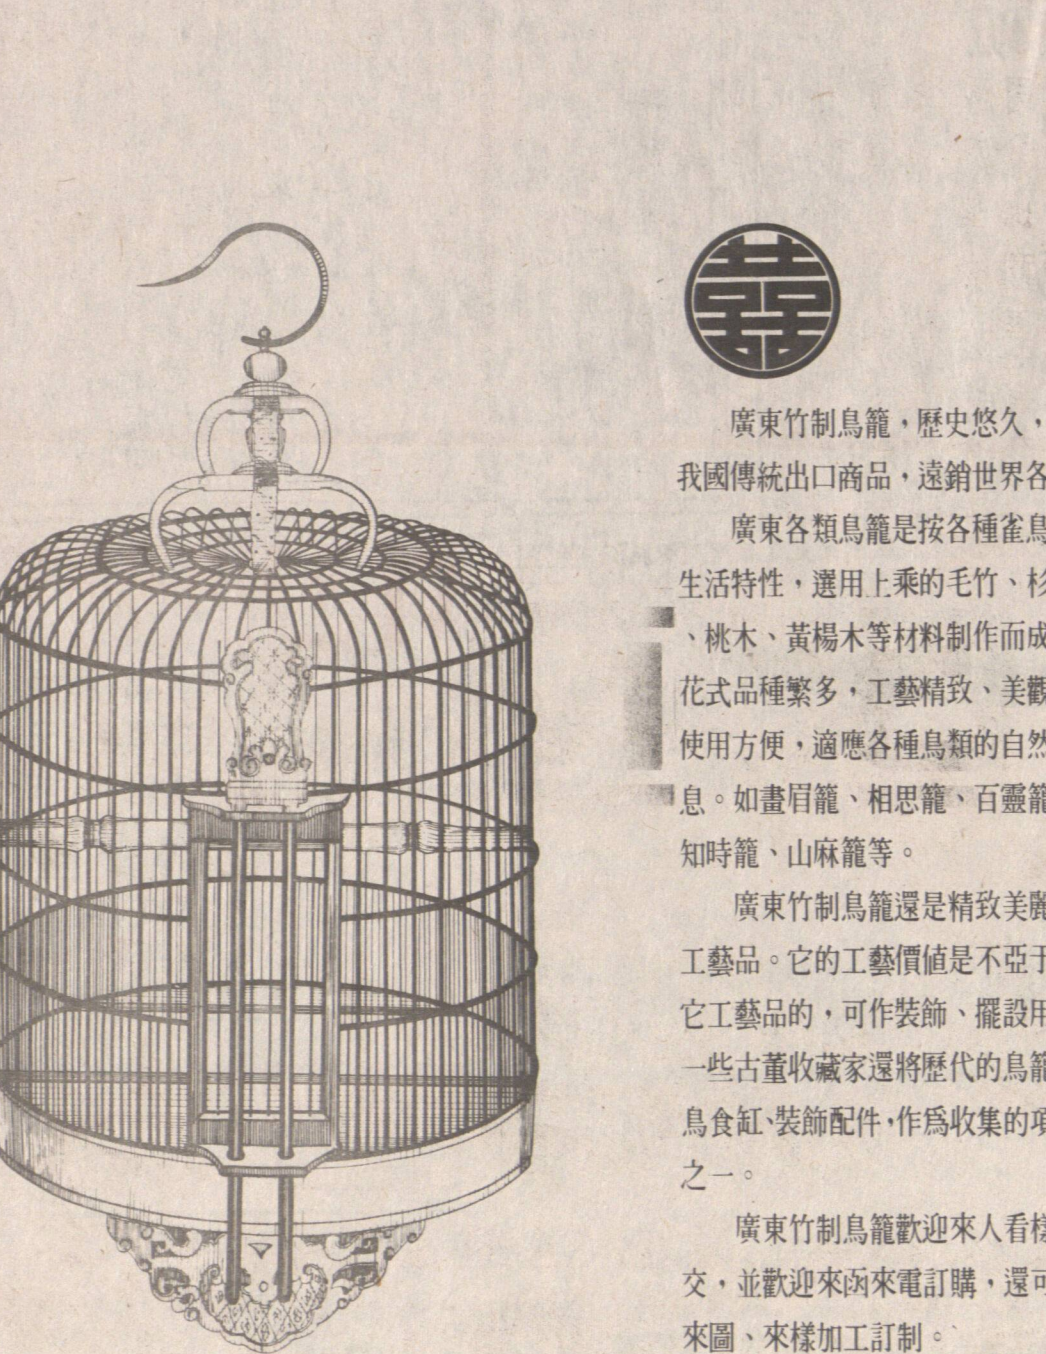 囍
廣東竹制鳥籠，歷史悠久，
我國傳統出口商品，遠銷世界各
廣東各類鳥籠是按各種雀鳥
生活特性，選用上乘的毛竹、杉
、桃木、黃楊木等材料制作而成
花式品種繁多，工藝精致、美觀
使用方便，適應各種鳥類的自然
息。如畫眉籠、相思籠、百靈籠
知時籠、山麻籠等。
廣東竹制鳥籠還是精致美麗
工藝品。它的工藝價值是不亞于
它工藝品的，可作裝飾、擺設用
一些古董收藏家還將歷代的鳥籠
鳥食缸、裝飾配件，作爲收集的項
之一。
廣東竹制鳥籠歡迎來人看樣
交，並歡迎來函來電訂購，還可
來圖、來樣加工訂制。